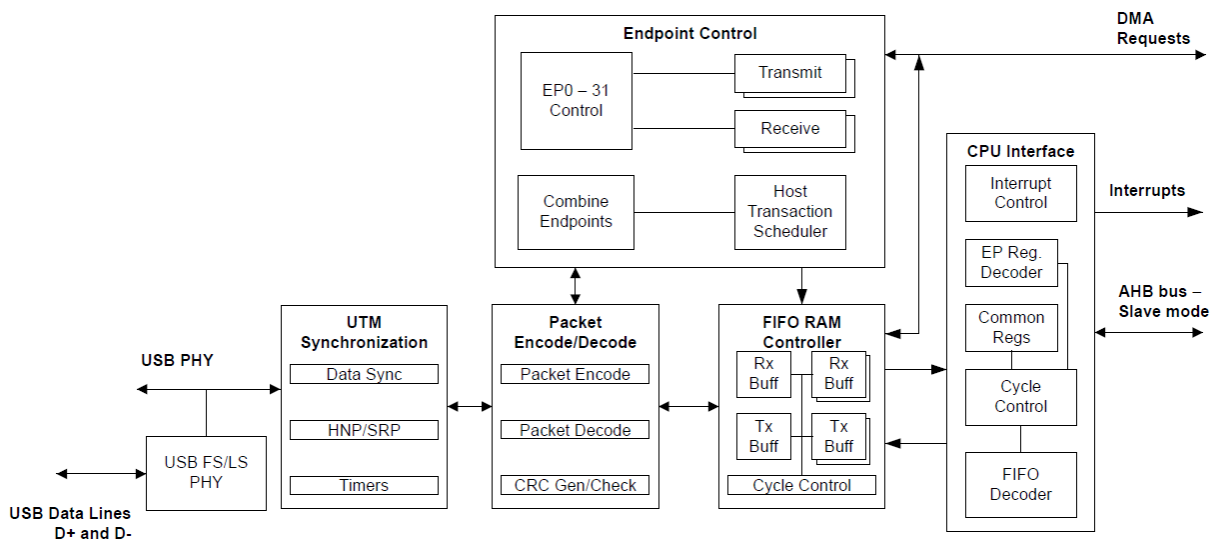 DMA
Requests
Endpoint Control
EP0 – 31
Control
Transmit
Receive
Combine
Endpoints
Host
Transaction
Scheduler
CPU Interface
Interrupt
Control
Interrupts
EP Reg.
Decoder
AHB bus –
Slave mode
Common
Regs
Cycle
Control
FIFO
Decoder
UTM
Synchronization
Data Sync
HNP/SRP
Timers
Packet
Encode/Decode
Packet Encode
Packet Decode
CRC Gen/Check
FIFO RAM
Controller
Rx
Buff
Rx
Buff
Tx
Buff
Tx
Buff
Cycle Control
USB PHY
USB FS/LS
PHY
USB Data Lines
D+ and D-